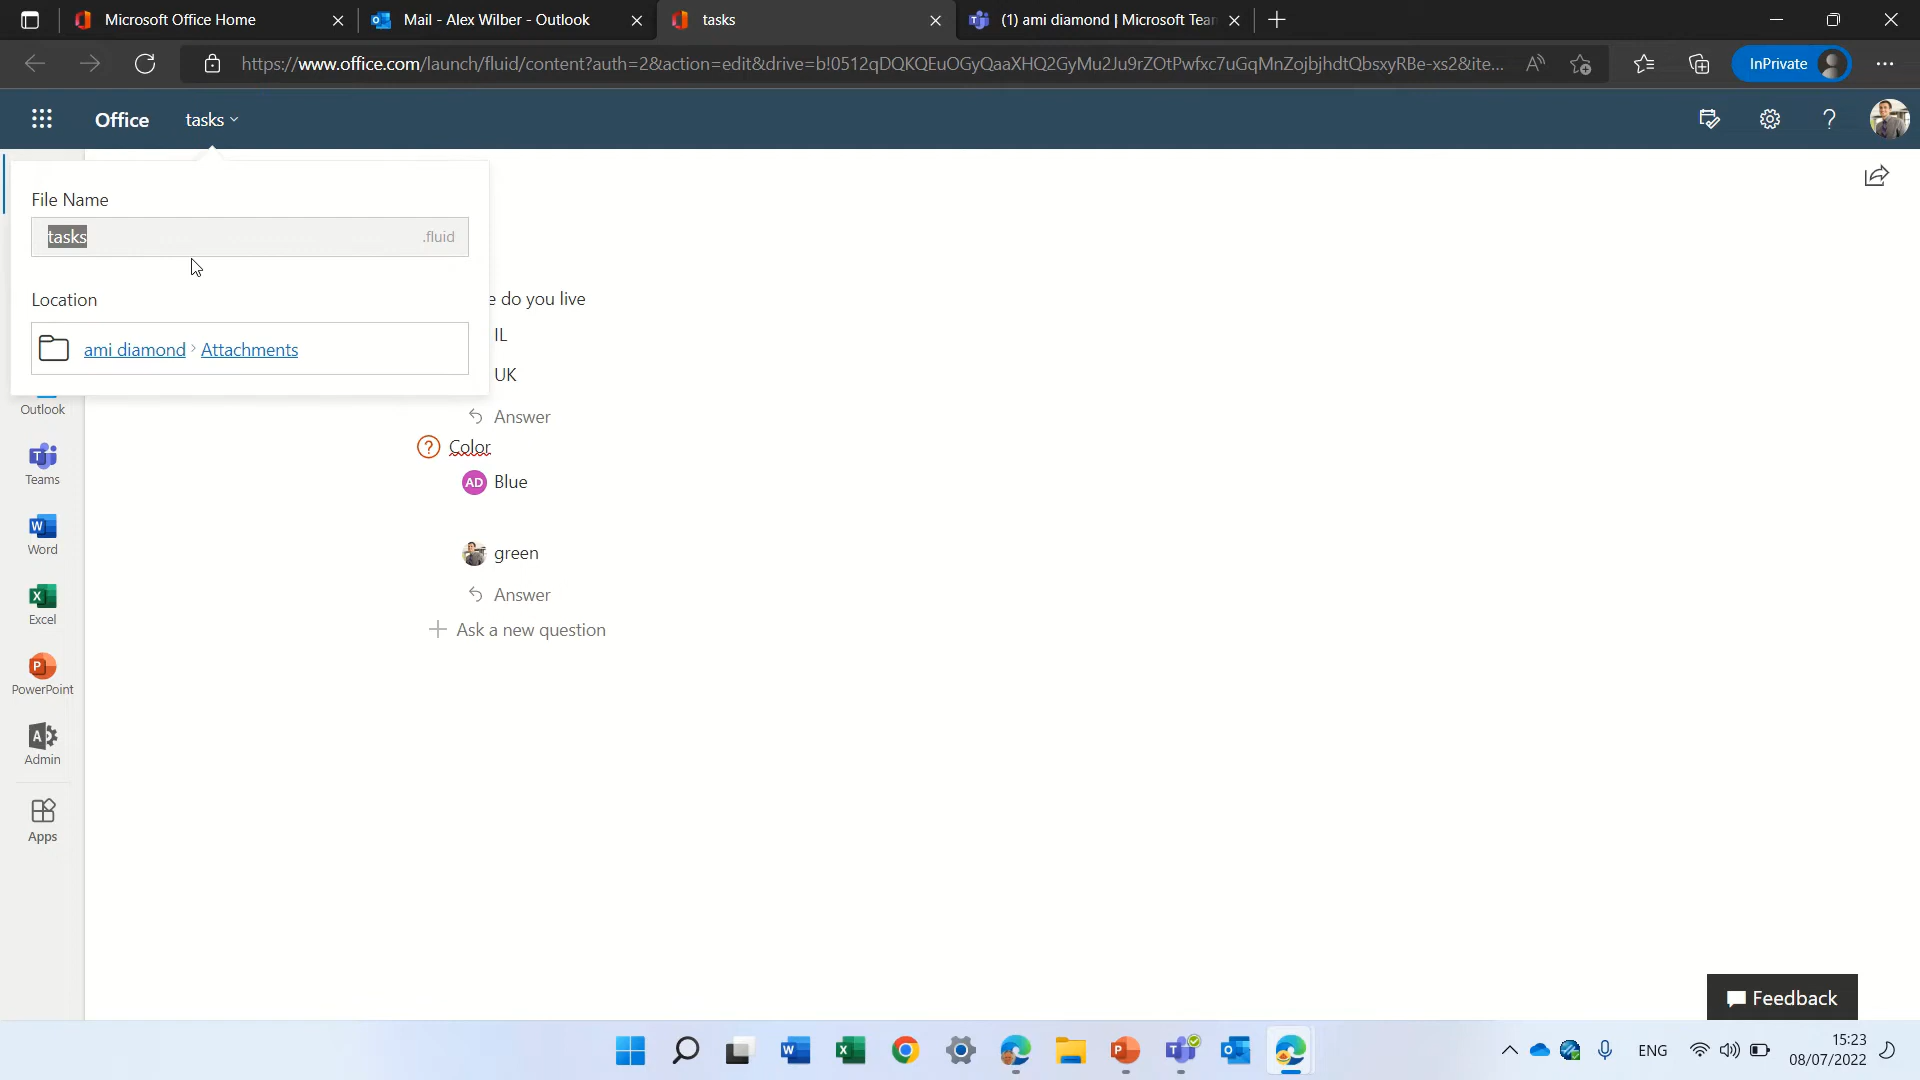 Microsoft Office Home
Mail - Alex Wilber - Outlook
tasks
(1) ami diamond | Microsoft Tea
https://www.office.com/launch/fluid/content?auth=2&action=edit&drive=b!0512qDQKQEuOGyQaaXHQ2GyMu2Ju9rZOtPwfxc7uGqMnZojbjhdtQbsxyRBe-xs2&ite...
InPrivate
Office
tasks
File Name
tasks
.fluid
Location
ami diamond > Attachments
e do you live
IL
UK
Answer
Color
AD Blue
green
Answer
Ask a new question
Outlook
Teams
Word
Excel
PowerPoint
Admin
Apps
Feedback
ENG
15:23
08/07/2022